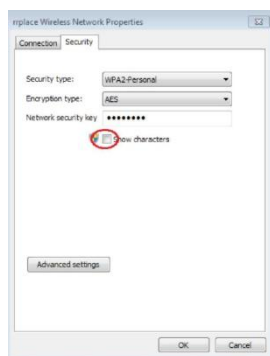 rrplace Wireless Network Properties
Connection Security
Security type: WPA2-Personal
Encryption type: AES
Network security key ••••••••
Show characters
Advanced settings
OK Cancel